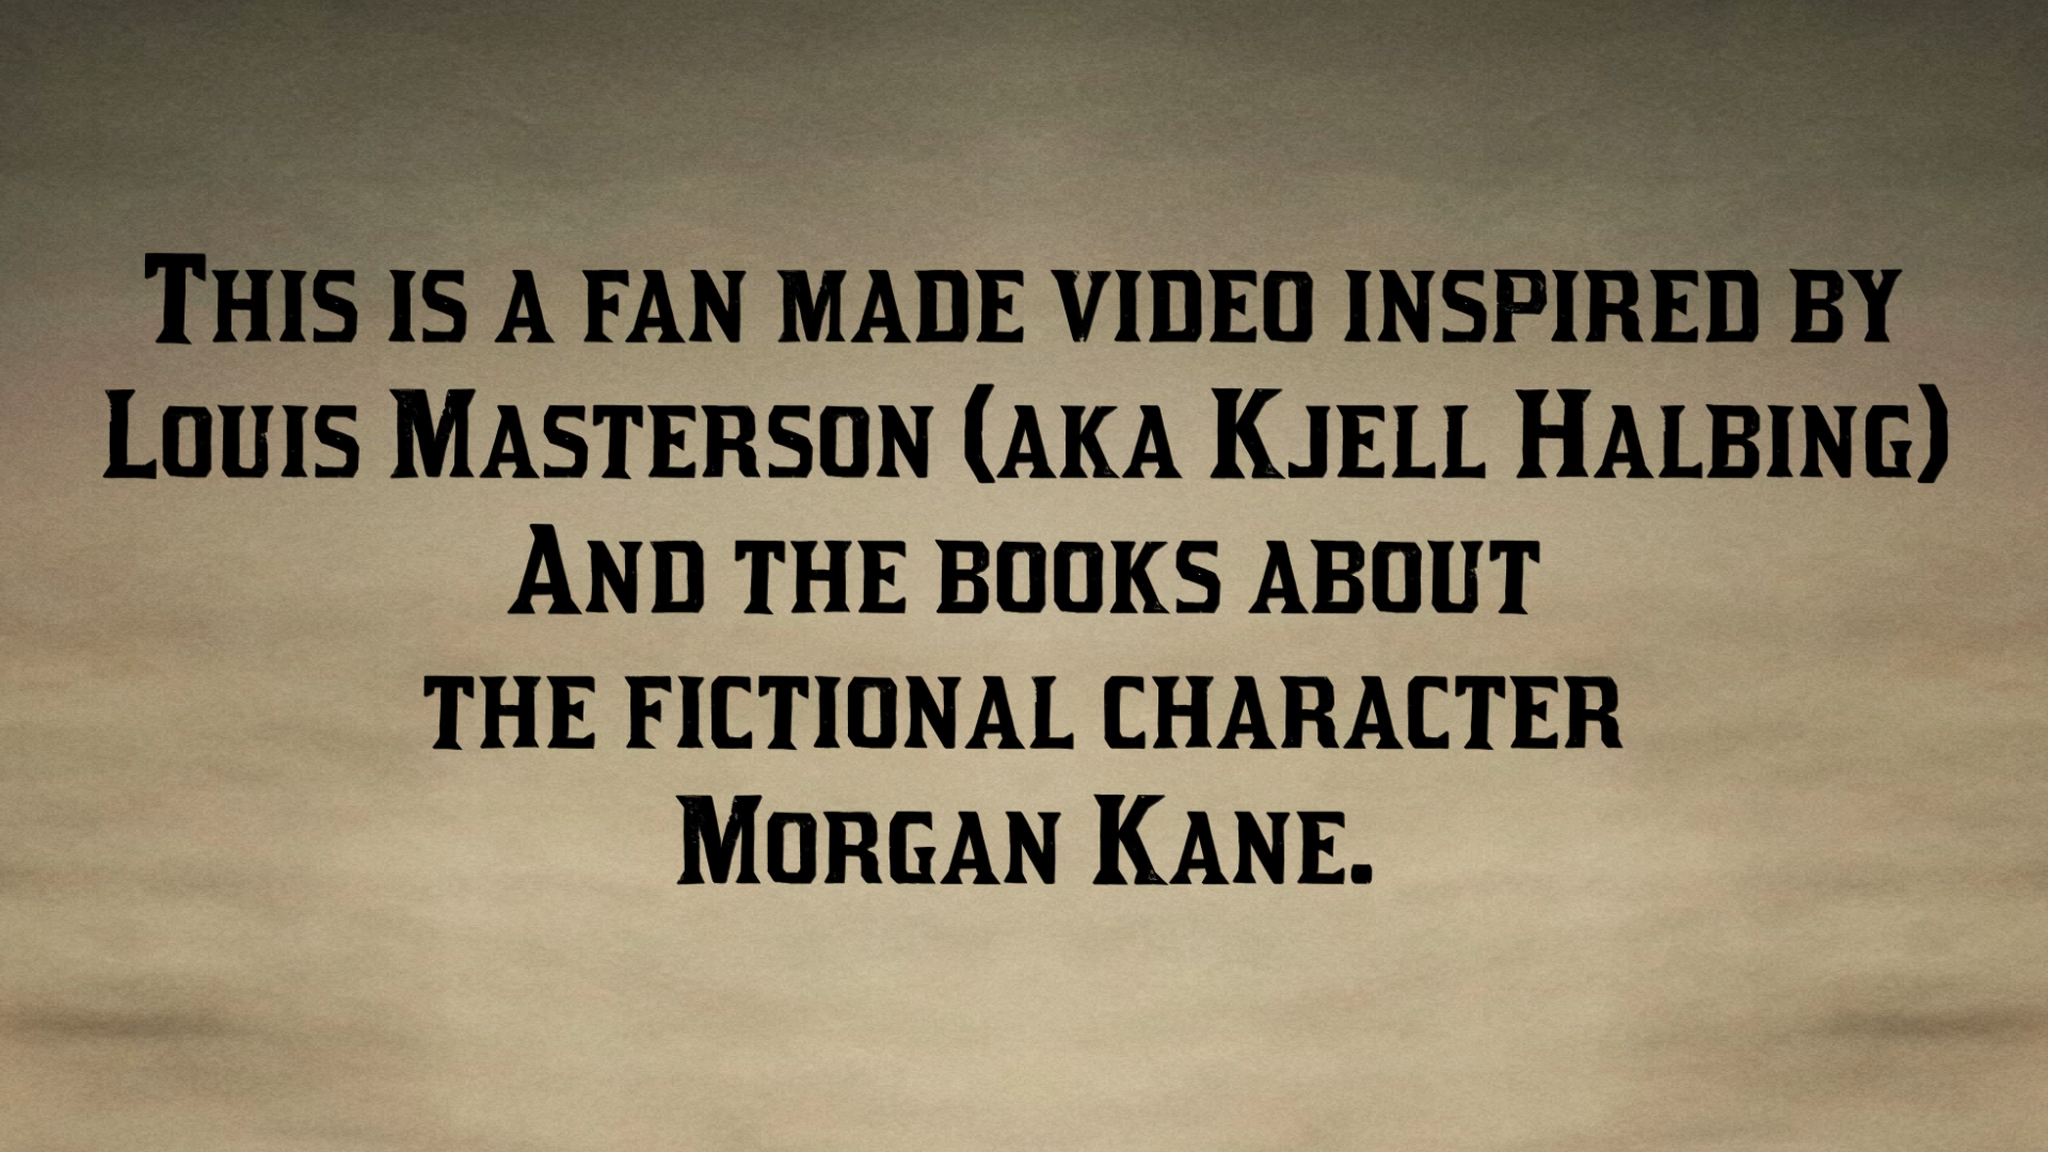 This is a fan made video inspired by
Louis Masterson (aka Kjell Halbing)
And the books about
the fictional character
Morgan Kane.